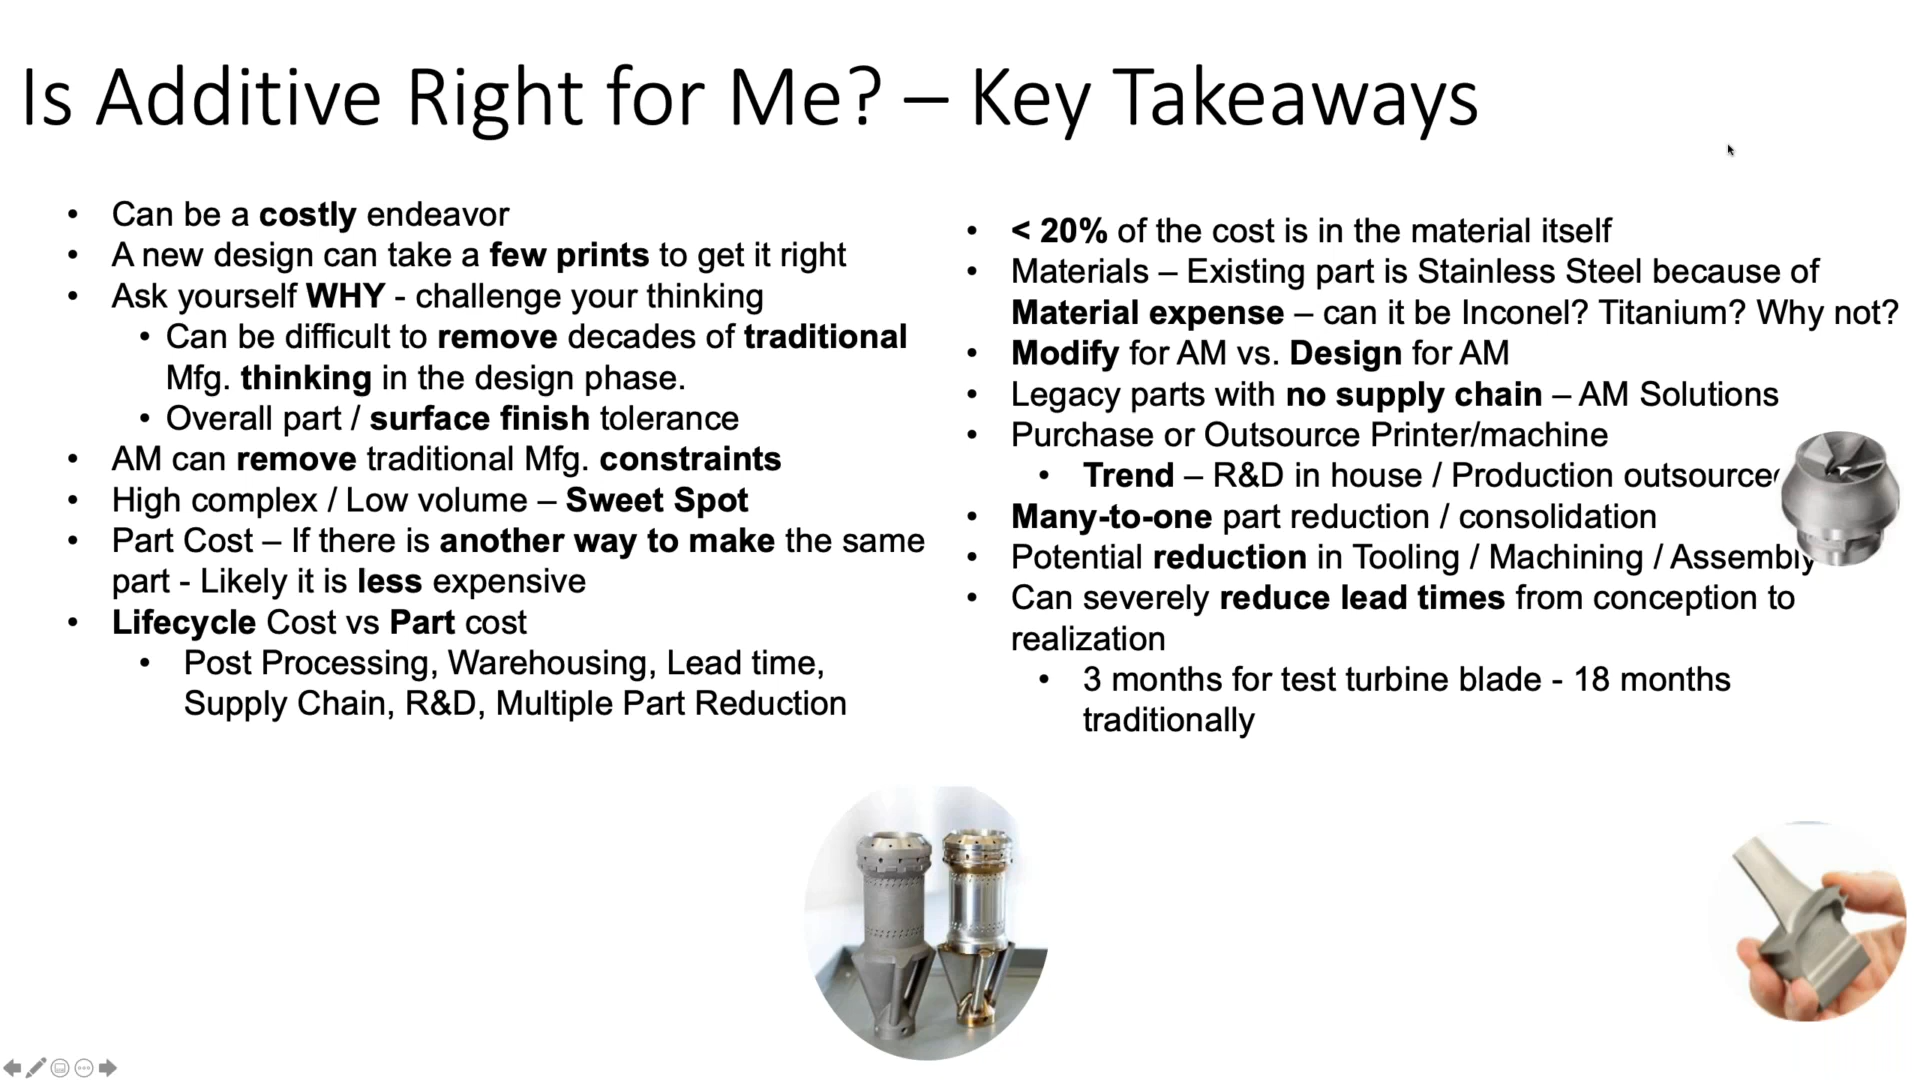 Is Additive Right for Me? – Key Takeaways
• Can be a costly endeavor
• A new design can take a few prints to get it right
• Ask yourself WHY - challenge your thinking
• Can be difficult to remove decades of traditional
Mfg. thinking in the design phase.
• Overall part / surface finish tolerance
• AM can remove traditional Mfg. constraints
• High complex / Low volume – Sweet Spot
• Part Cost – If there is another way to make the same
part - Likely it is less expensive
• Lifecycle Cost vs Part cost
• Post Processing, Warehousing, Lead time,
Supply Chain, R&D, Multiple Part Reduction
• < 20% of the cost is in the material itself
• Materials – Existing part is Stainless Steel because of
Material expense – can it be Inconel? Titanium? Why not?
• Modify for AM vs. Design for AM
• Legacy parts with no supply chain – AM Solutions
• Purchase or Outsource Printer/machine
• Trend – R&D in house / Production outsourced
• Many-to-one part reduction / consolidation
• Potential reduction in Tooling / Machining / Assembly
• Can severely reduce lead times from conception to
realization
• 3 months for test turbine blade - 18 months
traditionally